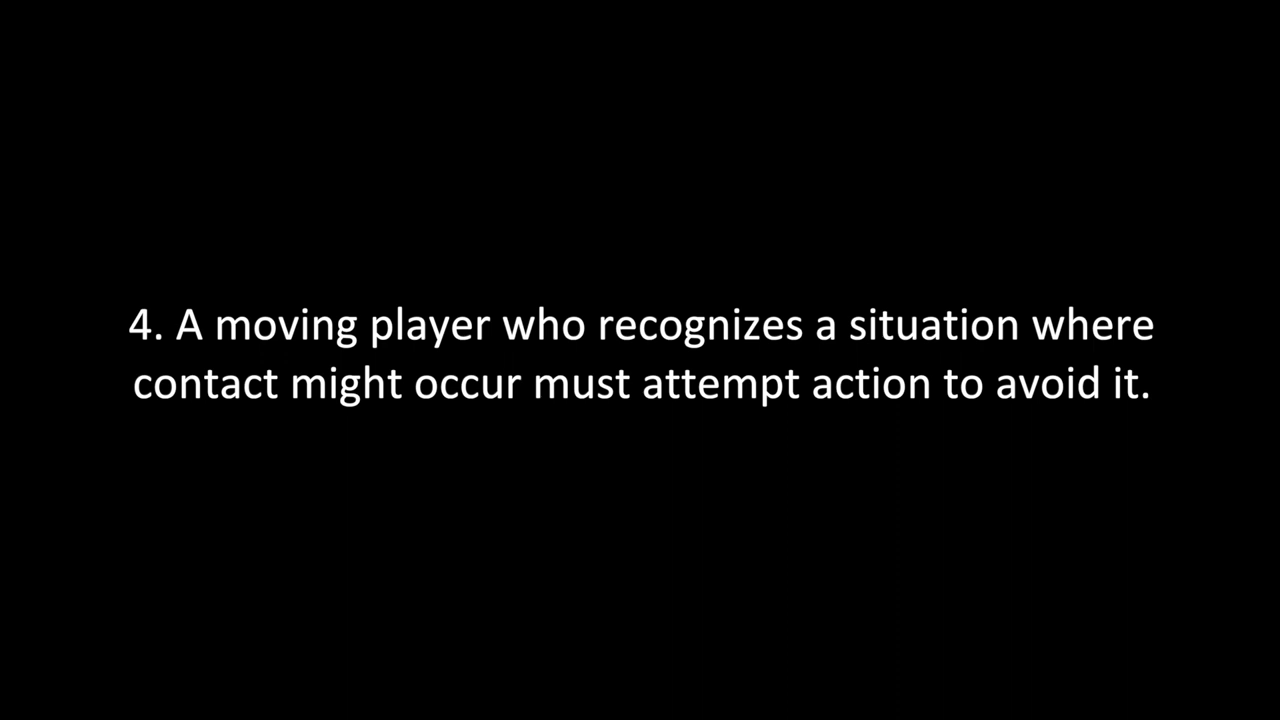 4. A moving player who recognizes a situation where
contact might occur must attempt action to avoid it.